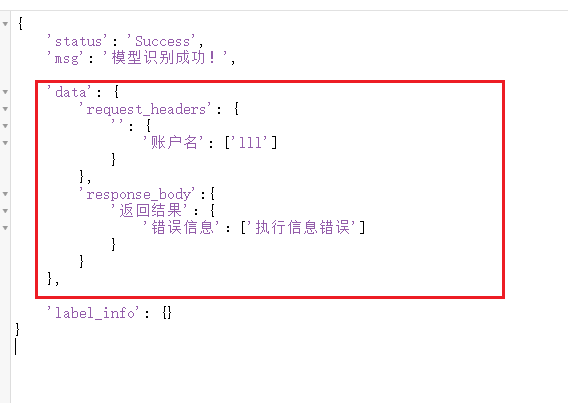 {
    'status': 'Success',
    'msg': '模型识别成功！',
    'data': {
        'request_headers': {
            '': {
                '账户名': ['lll']
            }
        },
        'response_body':{
            '返回结果': {
                '错误信息': ['执行信息错误']
            }
        }
    },
    'label_info': {}
}